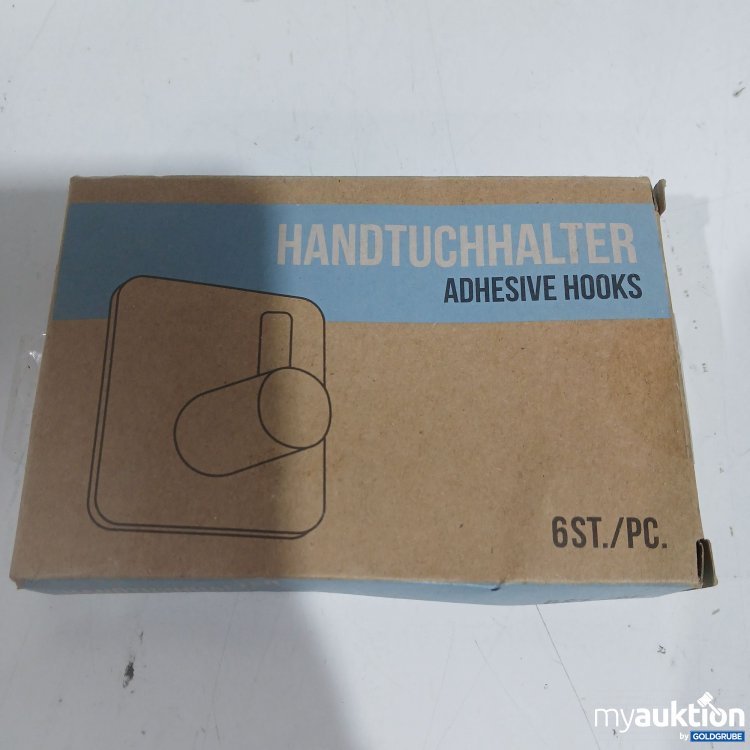 HANDTUCHHALTER
ADHESIVE HOOKS
6ST./PC.
myauktion
by GOLDGRUBE